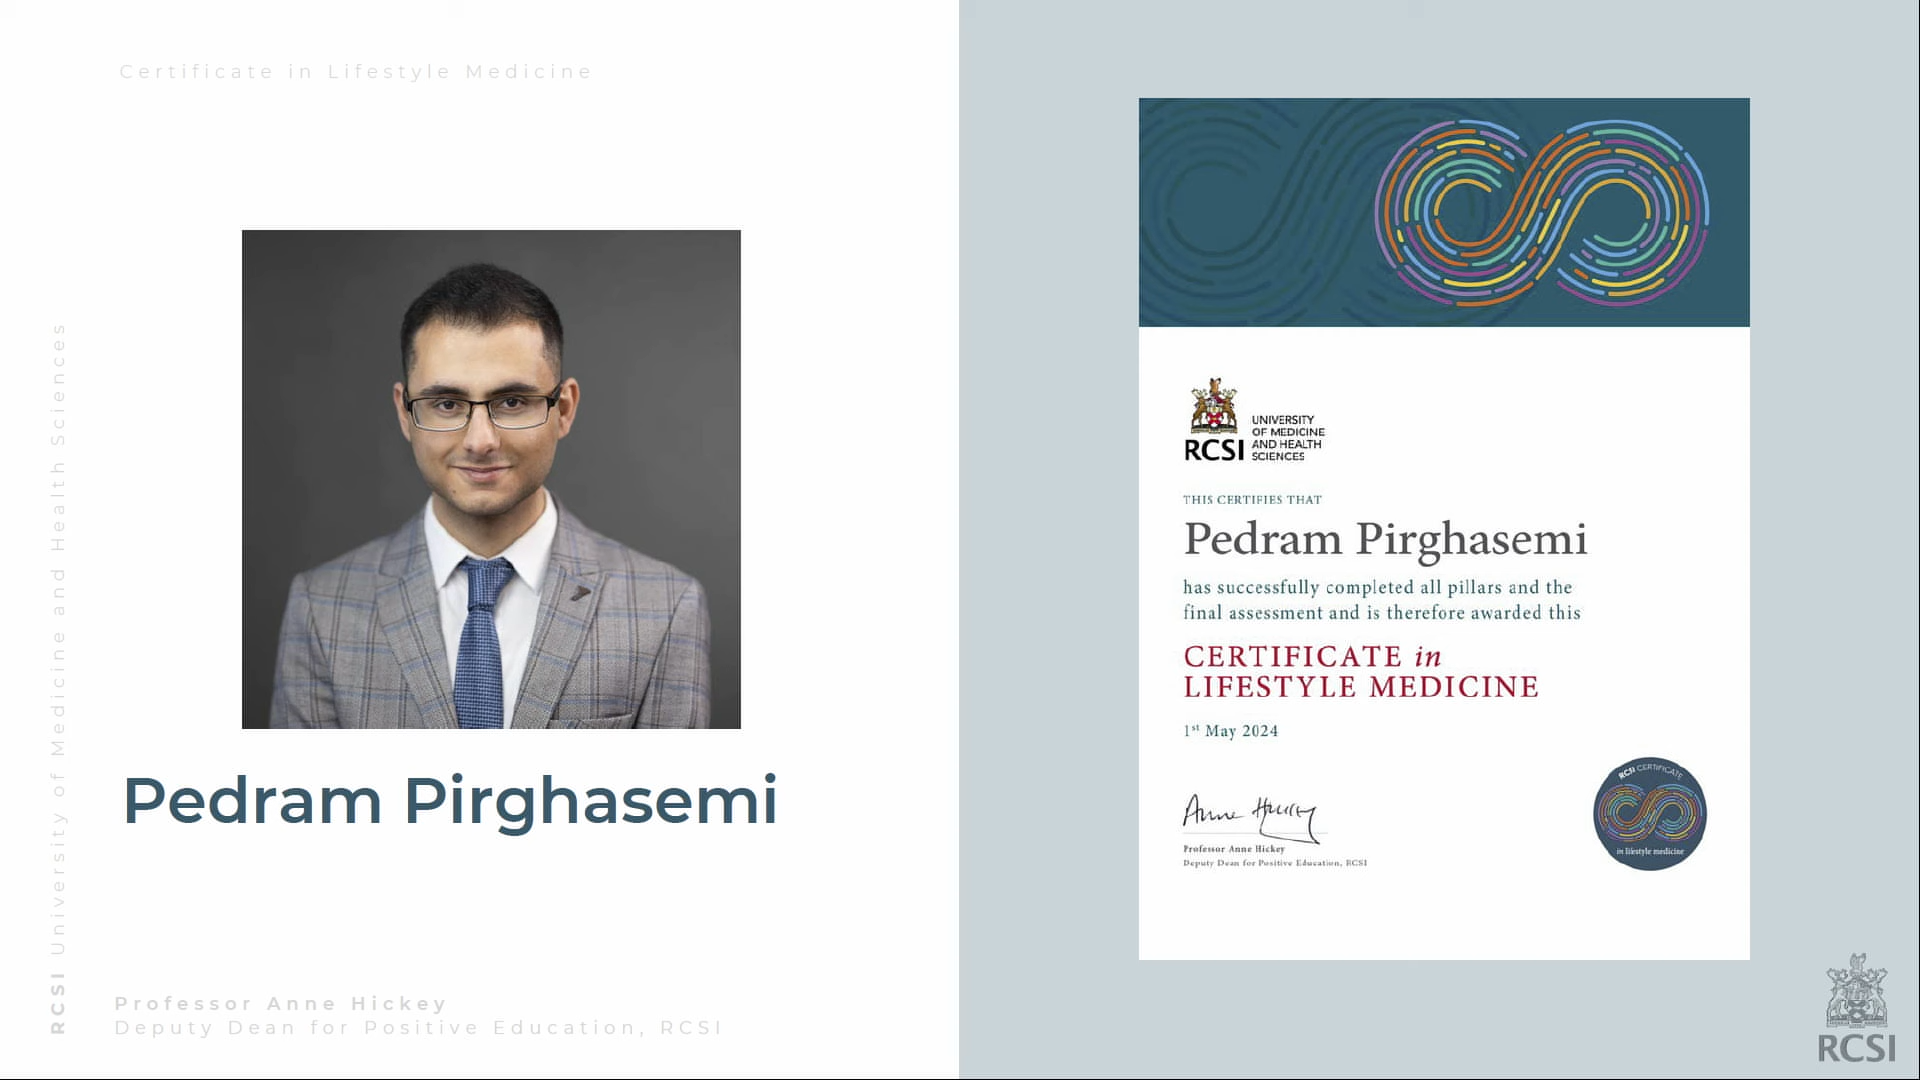 Certificate in Lifestyle Medicine
RCSI University of Medicine and Health Sciences
Pedram Pirghasemi
Professor Anne Hickey
Deputy Dean for Positive Education, RCSI
RCSI
UNIVERSITY
OF MEDICINE
AND HEALTH
SCIENCES
THIS CERTIFIES THAT
Pedram Pirghasemi
has successfully completed all pillars and the
final assessment and is therefore awarded this
CERTIFICATE in
LIFESTYLE MEDICINE
1st May 2024
Anne Hickey
Professor Anne Hickey
Deputy Dean for Positive Education, RCSI
RCSI CERTIFICATE
in lifestyle medicine
RCSI